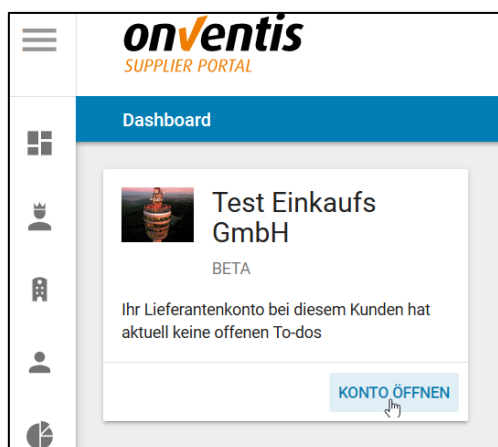 onventis
SUPPLIER PORTAL
Dashboard
Test Einkaufs
GmbH
BETA
Ihr Lieferantenkonto bei diesem Kunden hat
aktuell keine offenen To-dos
KONTO ÖFFNEN